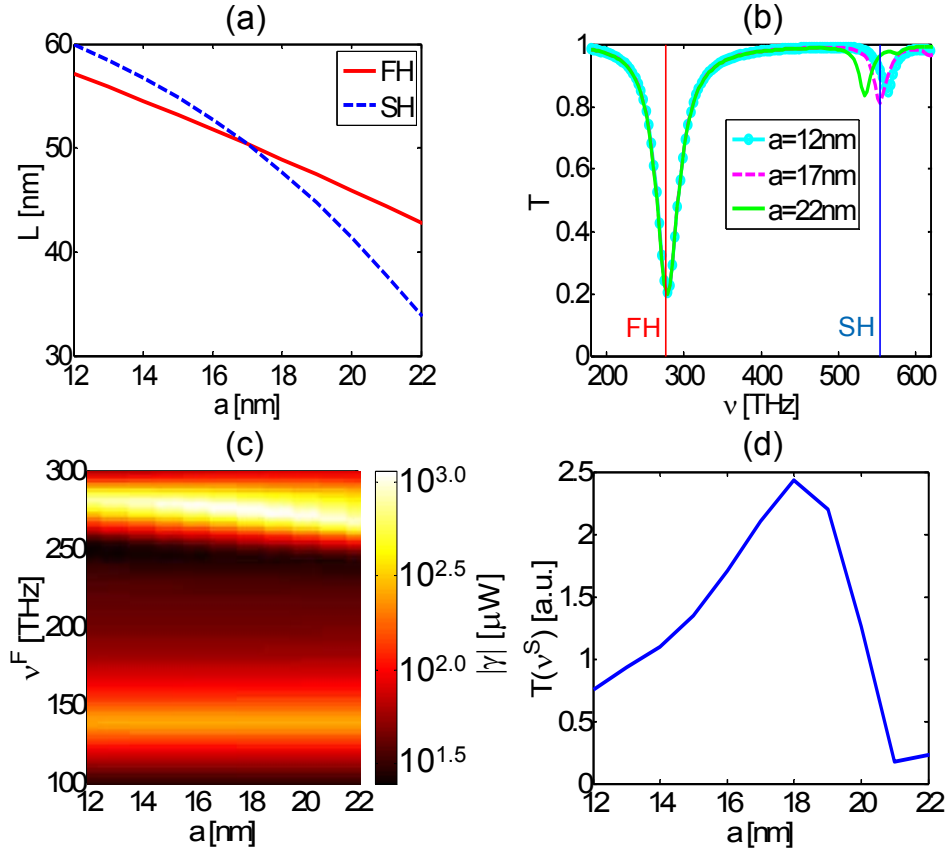 (a)
60
50
40
30
L [nm]
FH
SH
12 14 16 18 20 22
a [nm]
(b)
1
0.8
0.6
0.4
0.2
0
T
a=12nm
a=17nm
a=22nm
FH
SH
200 300 400 500 600
ν [THz]
(c)
300
250
200
150
100
ν^F [THz]
12 14 16 18 20 22
a [nm]
10^3.0
10^2.5
10^2.0
10^1.5
|γ| [μW]
(d)
2.5
2
1.5
1
0.5
0
T(ν^S) [a.u.]
12 14 16 18 20 22
a [nm]